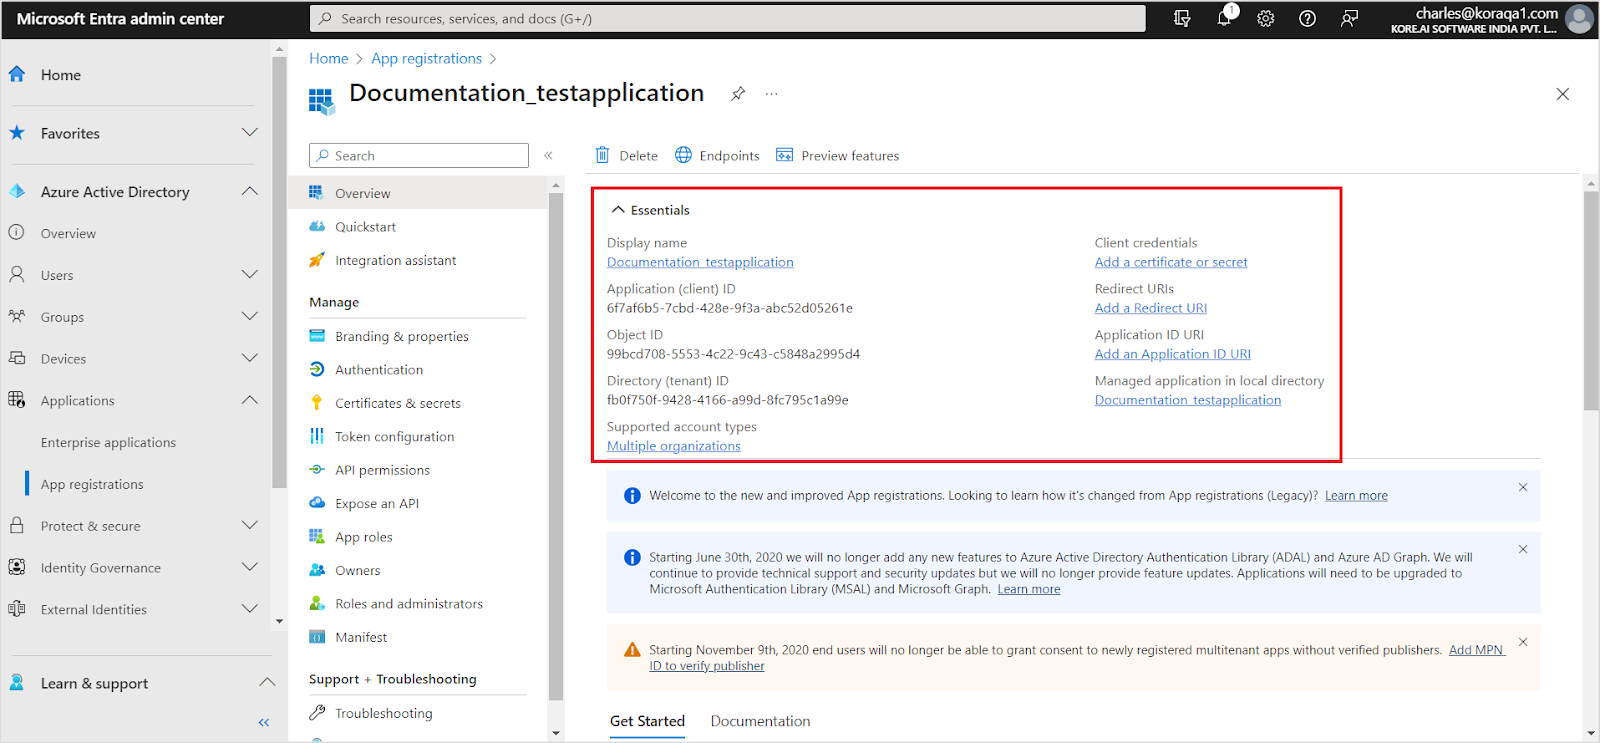 Microsoft Entra admin center
Search resources, services, and docs (G+/)
1
charles@koraqa1.com
KORE.AI SOFTWARE INDIA PVT. L...
Home
Favorites
Azure Active Directory
Overview
Users
Groups
Devices
Applications
Enterprise applications
App registrations
Protect & secure
Identity Governance
External Identities
Learn & support
Home > App registrations >
Documentation_testapplication
Search
Overview
Quickstart
Integration assistant
Manage
Branding & properties
Authentication
Certificates & secrets
Token configuration
API permissions
Expose an API
App roles
Owners
Roles and administrators
Manifest
Support + Troubleshooting
Troubleshooting
Delete Endpoints Preview features
Essentials
Display name
Documentation_testapplication
Application (client) ID
6f7af6b5-7cbd-428e-9f3a-abc52d05261e
Object ID
99bcd708-5553-4c22-9c43-c5848a2995d4
Directory (tenant) ID
fb0f750f-9428-4166-a99d-8fc795c1a99e
Supported account types
Multiple organizations
Client credentials
Add a certificate or secret
Redirect URIs
Add a Redirect URI
Application ID URI
Add an Application ID URI
Managed application in local directory
Documentation_testapplication
Welcome to the new and improved App registrations. Looking to learn how it's changed from App registrations (Legacy)? Learn more
Starting June 30th, 2020 we will no longer add any new features to Azure Active Directory Authentication Library (ADAL) and Azure AD Graph. We will
continue to provide technical support and security updates but we will no longer provide feature updates. Applications will need to be upgraded to
Microsoft Authentication Library (MSAL) and Microsoft Graph. Learn more
Starting November 9th, 2020 end users will no longer be able to grant consent to newly registered multitenant apps without verified publishers. Add MPN
ID to verify publisher
Get Started Documentation